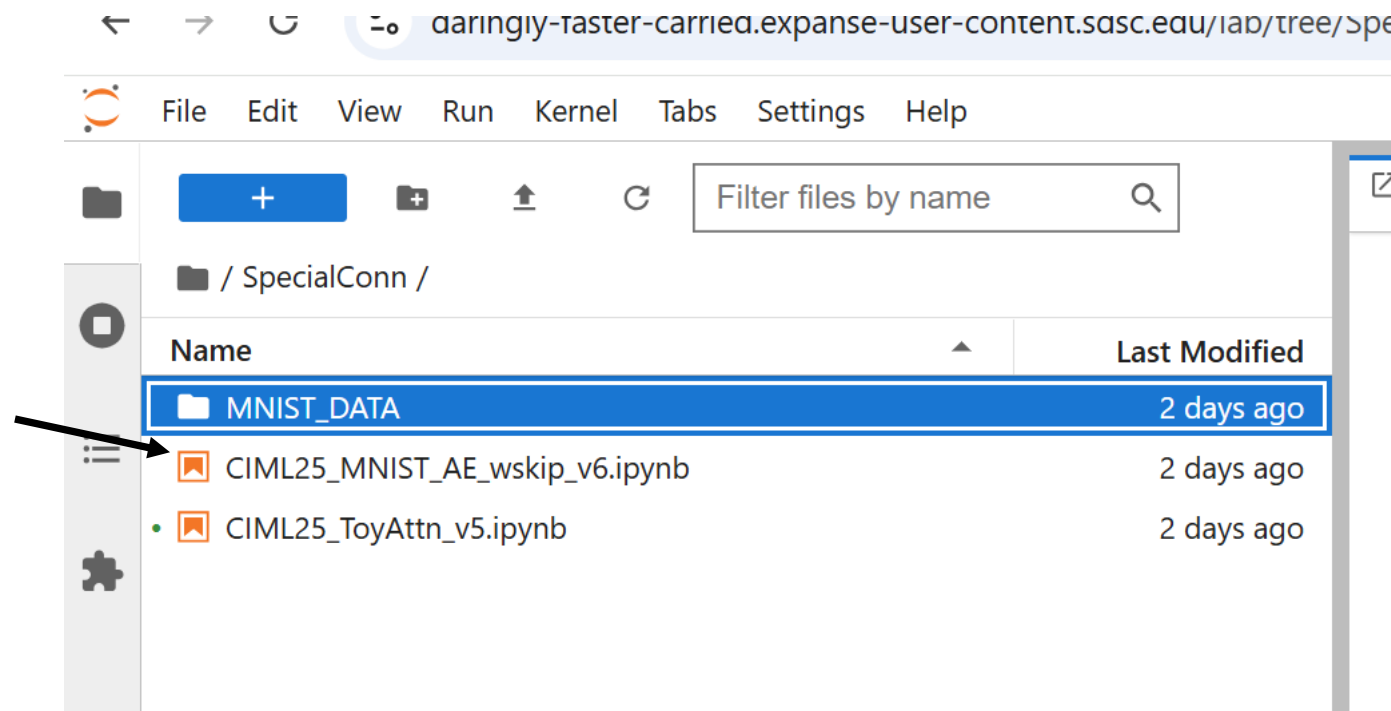 daringly-faster-carried.expanse-user-content.sdsc.edu/lab/tree/Spe
File Edit View Run Kernel Tabs Settings Help
+ Filter files by name
/ SpecialConn /
Name Last Modified
MNIST_DATA 2 days ago
CIML25_MNIST_AE_wskip_v6.ipynb 2 days ago
CIML25_ToyAttn_v5.ipynb 2 days ago